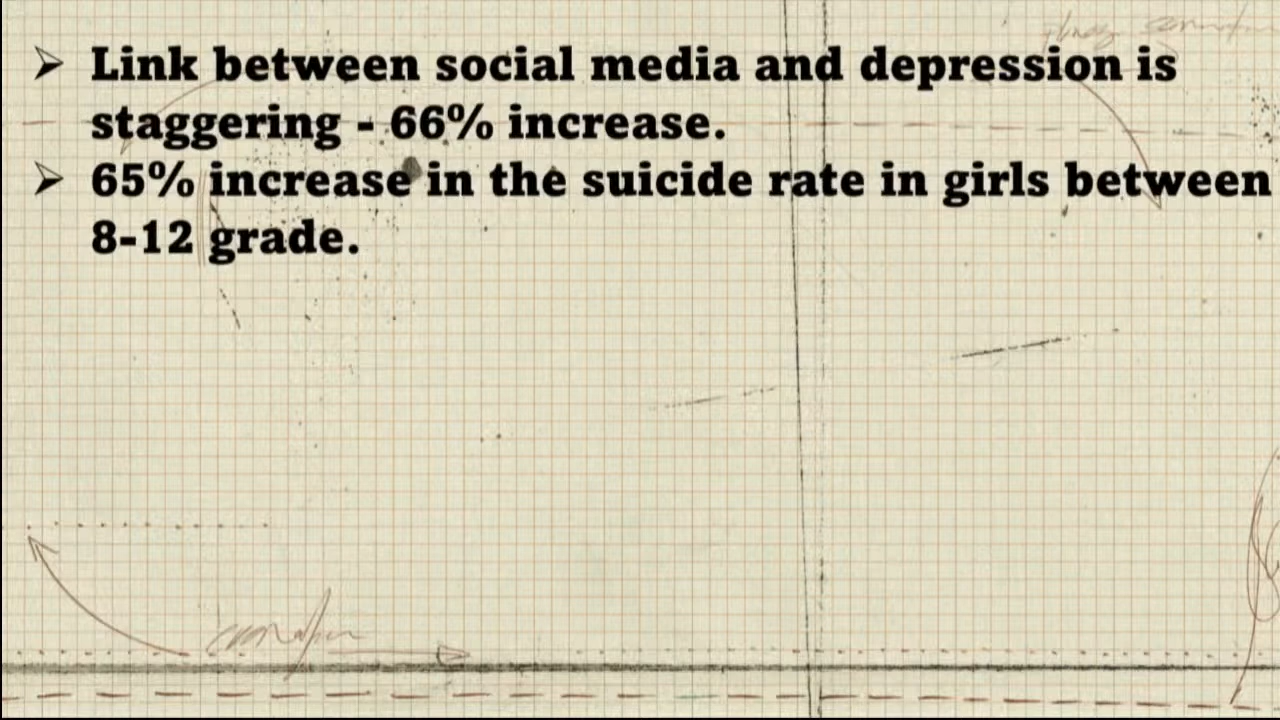 ➢ Link between social media and depression is
staggering - 66% increase.
➢ 65% increase in the suicide rate in girls between
8-12 grade.